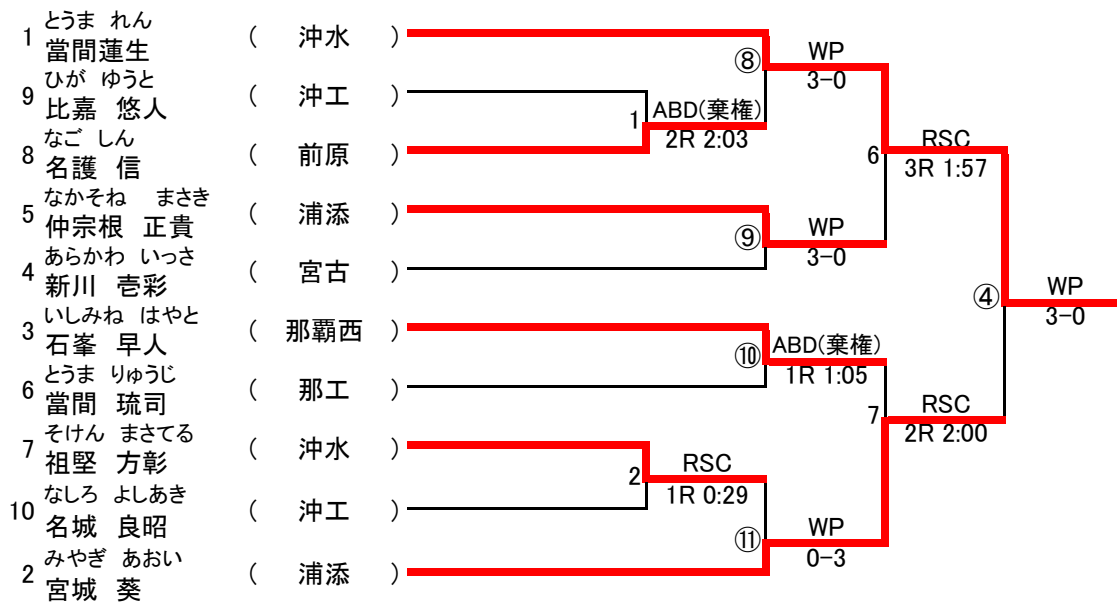 とうま れん
1 當間蓮生 ( 沖水 )
ひが ゆうと
9 比嘉 悠人 ( 沖工 )
なご しん
8 名護 信 ( 前原 )
なかそね まさき
5 仲宗根 正貴 ( 浦添 )
あらかわ いっさ
4 新川 壱彩 ( 宮古 )
いしみね はやと
3 石峯 早人 ( 那覇西 )
とうま りゅうじ
6 當間 琉司 ( 那工 )
そけん まさてる
7 祖堅 方彰 ( 沖水 )
なしろ よしあき
10 名城 良昭 ( 沖工 )
みやぎ あおい
2 宮城 葵 ( 浦添 )
1
ABD(棄権)
2R 2:03
2
RSC
1R 0:29
⑧
WP
3-0
⑨
WP
3-0
⑩
ABD(棄権)
1R 1:05
⑪
WP
0-3
6
RSC
3R 1:57
7
RSC
2R 2:00
④
WP
3-0